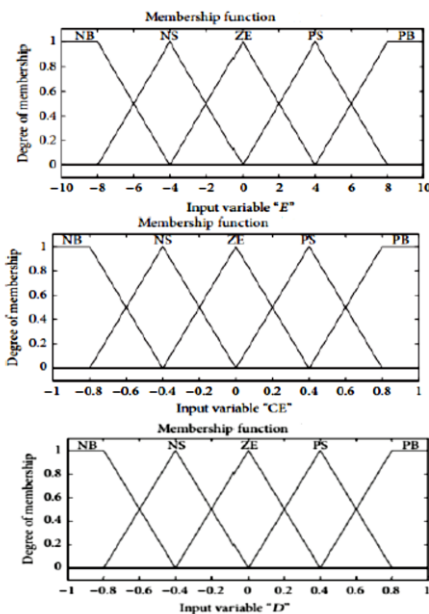 Membership function
NB NS ZE PS PB
Degree of membership
1
0.8
0.6
0.4
0.2
0
−10 −8 −6 −4 −2 0 2 4 6 8 10
Input variable "E"
Membership function
NB NS ZE PS PB
Degree of membership
1
0.8
0.6
0.4
0.2
0
−1 −0.8 −0.6 −0.4 −0.2 0 0.2 0.4 0.6 0.8 1
Input variable "CE"
Membership function
NB NS ZE PS PB
Degree of membership
1
0.8
0.6
0.4
0.2
0
−1 −0.8 −0.6 −0.4 −0.2 0 0.2 0.4 0.6 0.8 1
Input variable "D"